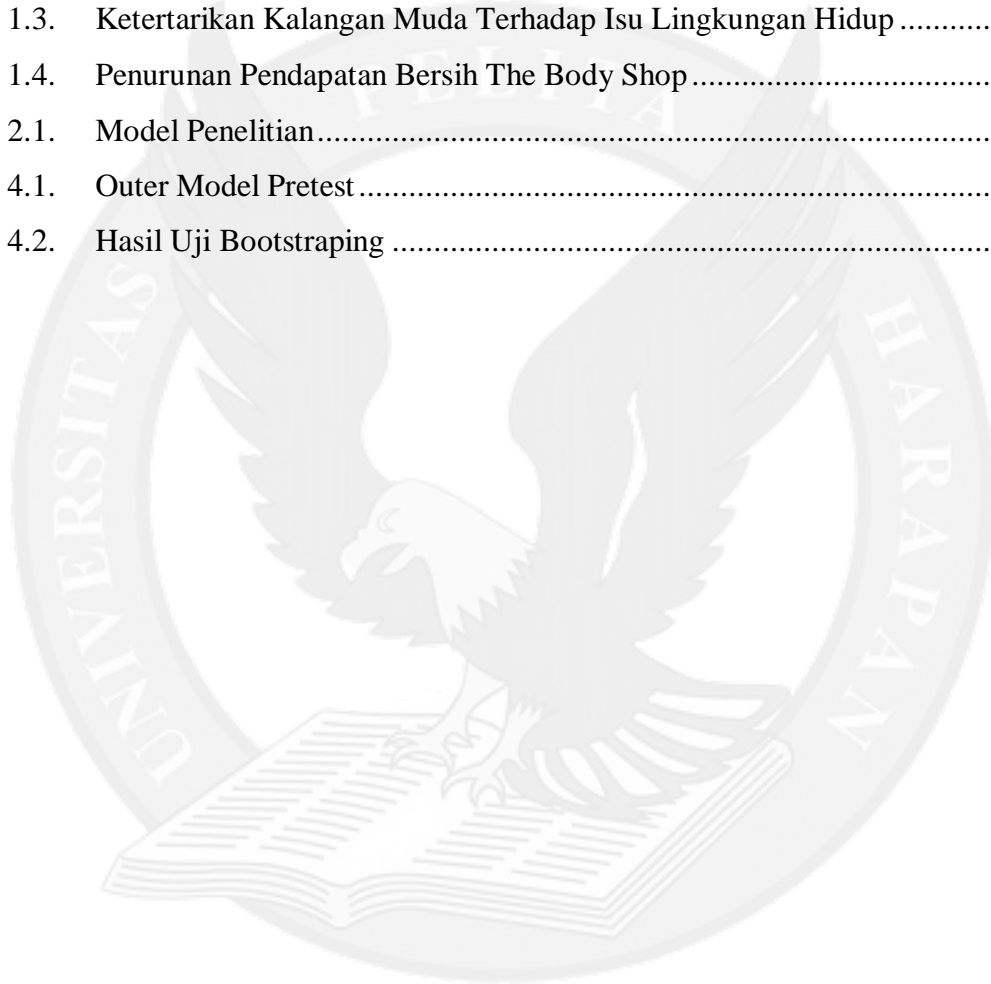 1.3. Ketertarikan Kalangan Muda Terhadap Isu Lingkungan Hidup ...........
1.4. Penurunan Pendapatan Bersih The Body Shop ......................................
2.1. Model Penelitian.....................................................................................
4.1. Outer Model Pretest ...............................................................................
4.2. Hasil Uji Bootstraping ..........................................................................
UNIVERSITAS PELITA HARAPAN